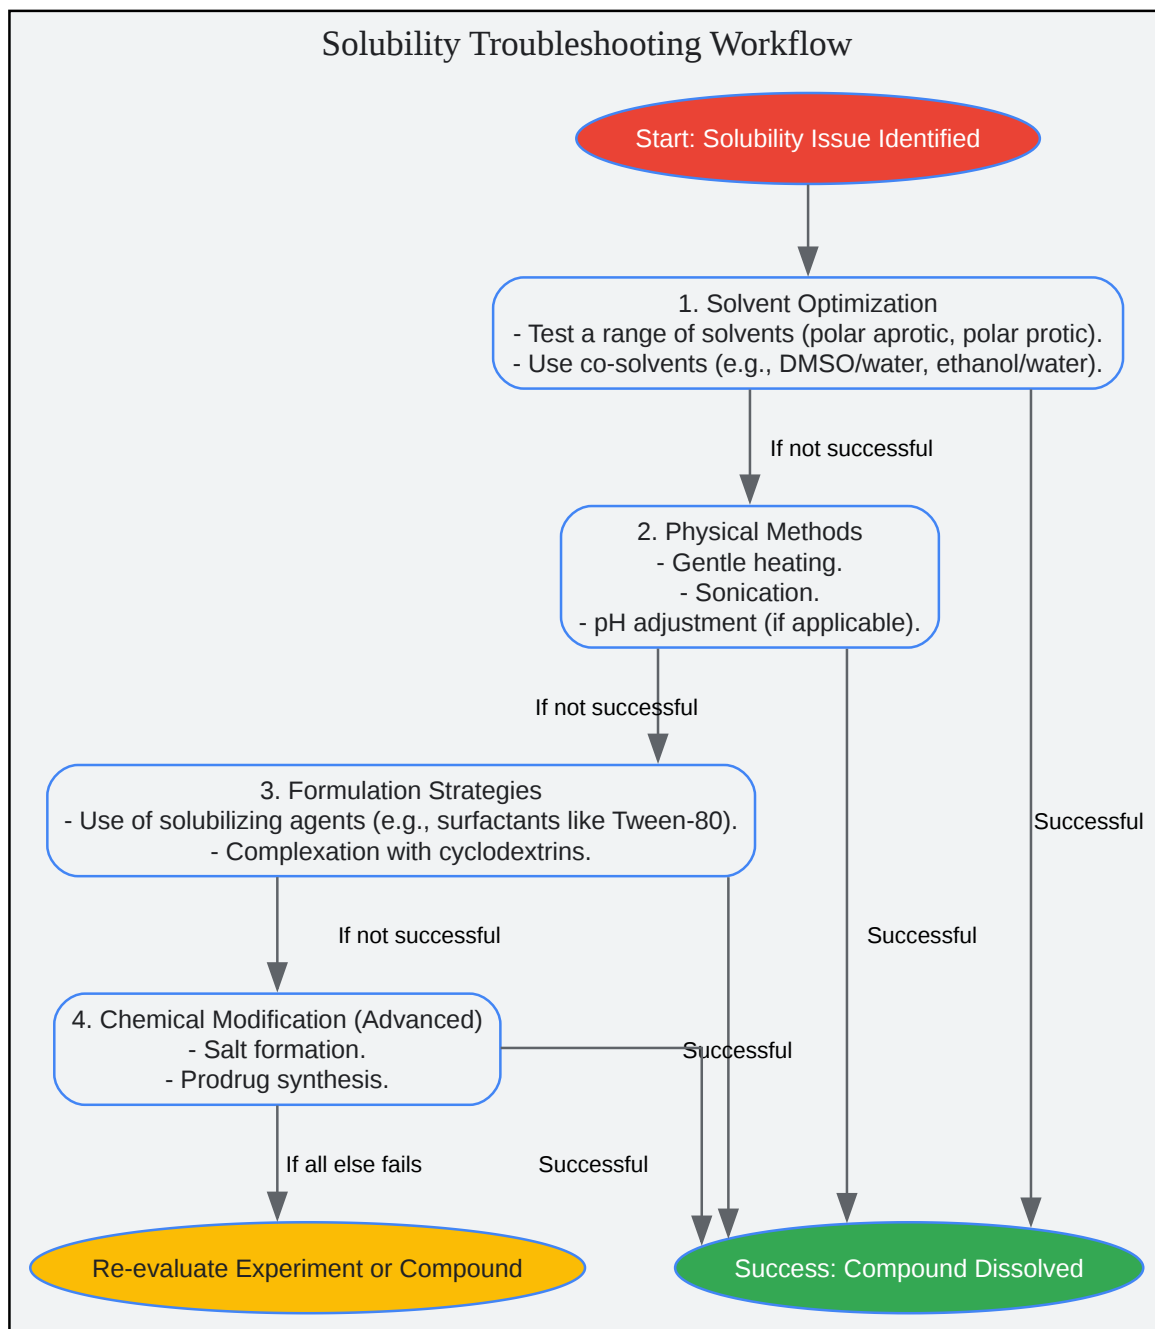 Solubility Troubleshooting Workflow
Start: Solubility Issue Identified
1. Solvent Optimization
- Test a range of solvents (polar aprotic, polar protic).
- Use co-solvents (e.g., DMSO/water, ethanol/water).
If not successful
2. Physical Methods
- Gentle heating.
- Sonication.
- pH adjustment (if applicable).
If not successful
3. Formulation Strategies
- Use of solubilizing agents (e.g., surfactants like Tween-80).
- Complexation with cyclodextrins.
Successful
If not successful
Successful
4. Chemical Modification (Advanced)
- Salt formation.
- Prodrug synthesis.
Successful
If all else fails
Successful
Re-evaluate Experiment or Compound
Success: Compound Dissolved